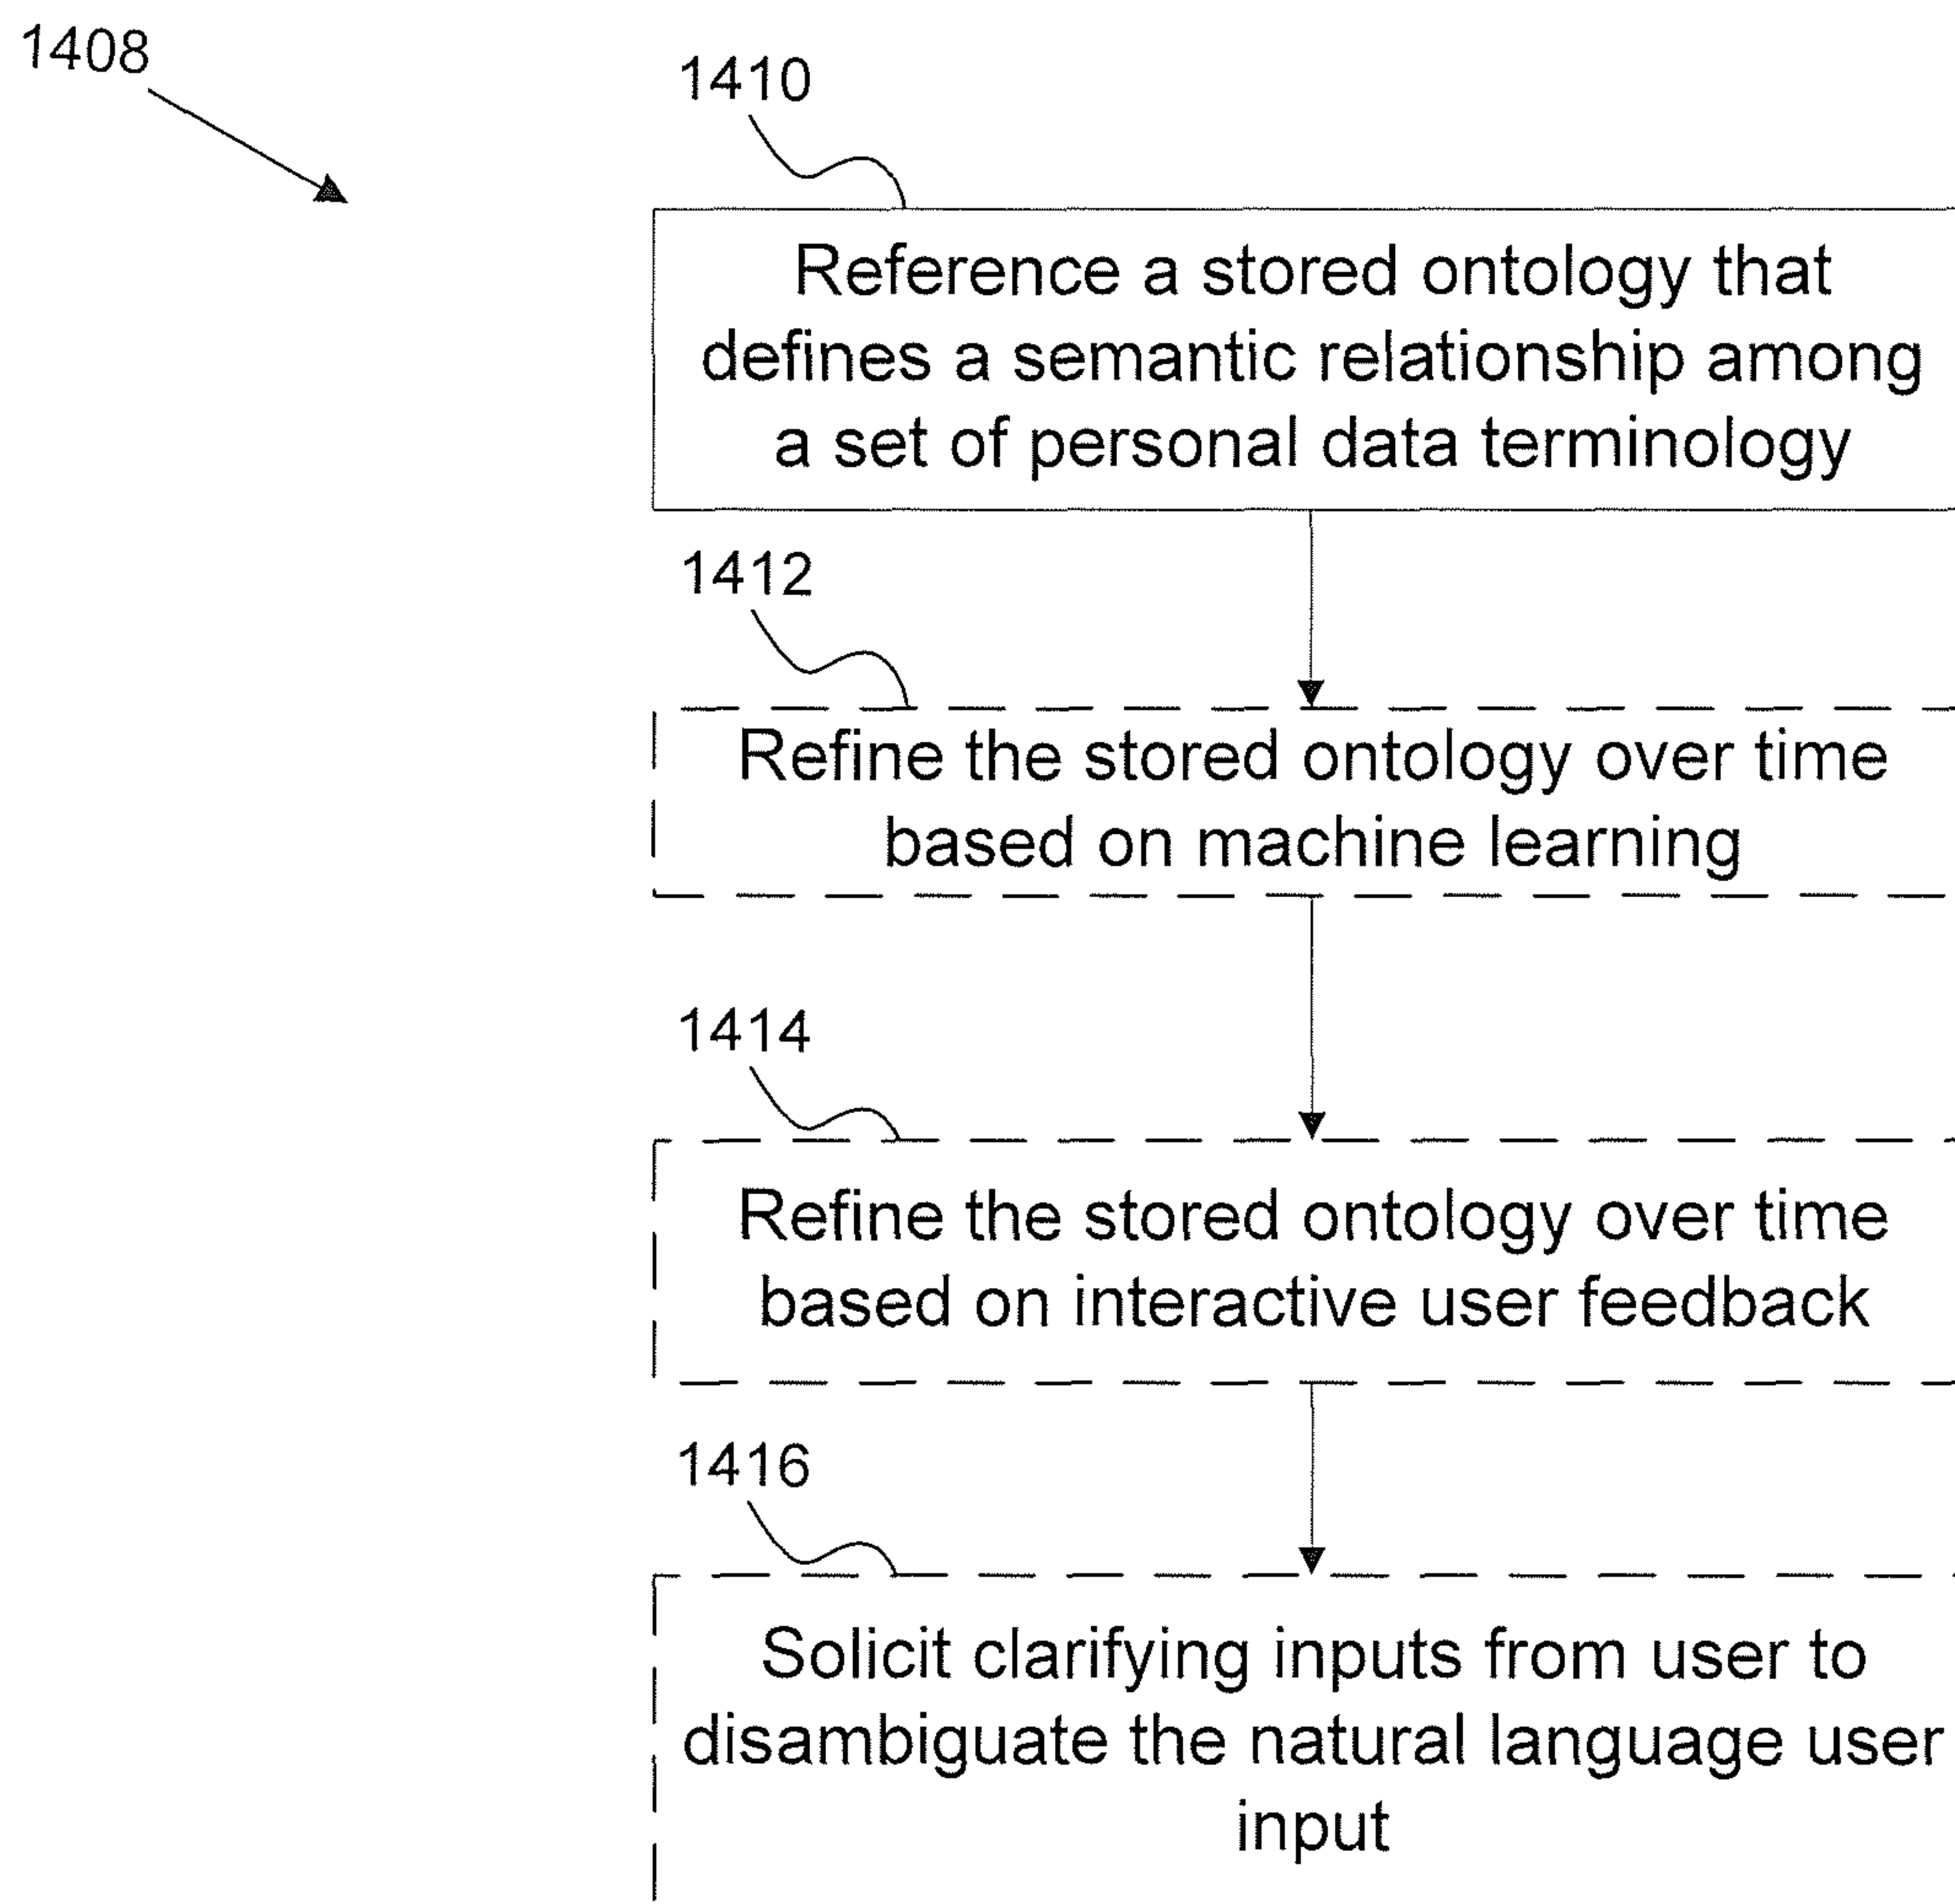 1408
1410
Reference a stored ontology that
defines a semantic relationship among
a set of personal data terminology
1412
Refine the stored ontology over time
based on machine learning
1414
Refine the stored ontology over time
based on interactive user feedback
1416
Solicit clarifying inputs from user to
disambiguate the natural language user
input